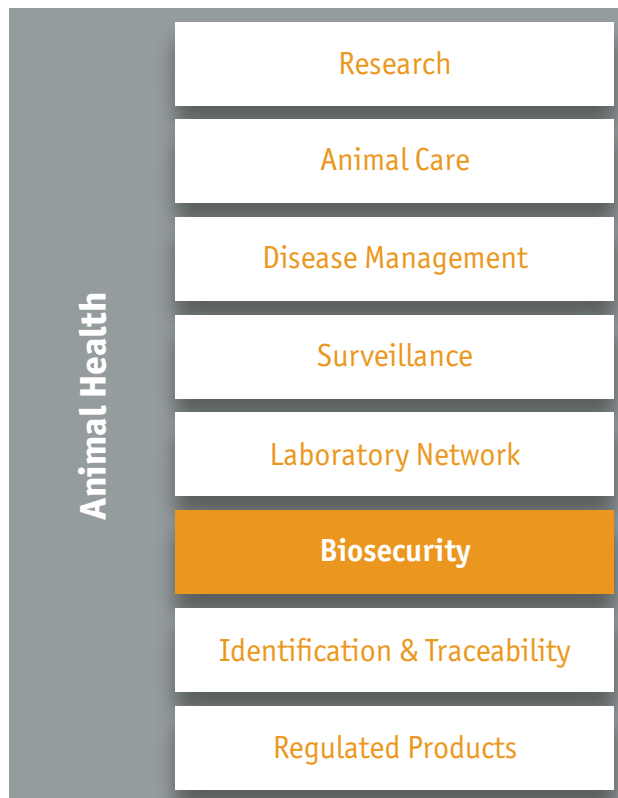 Animal Health
Research
Animal Care
Disease Management
Surveillance
Laboratory Network
Biosecurity
Identification & Traceability
Regulated Products